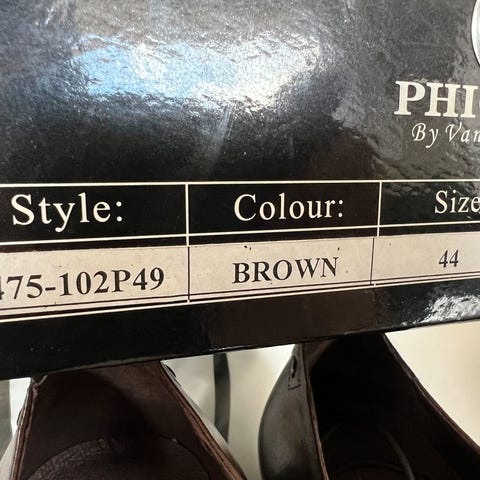 PHI
By Van
Style: Colour: Size
475-102P49 BROWN 44